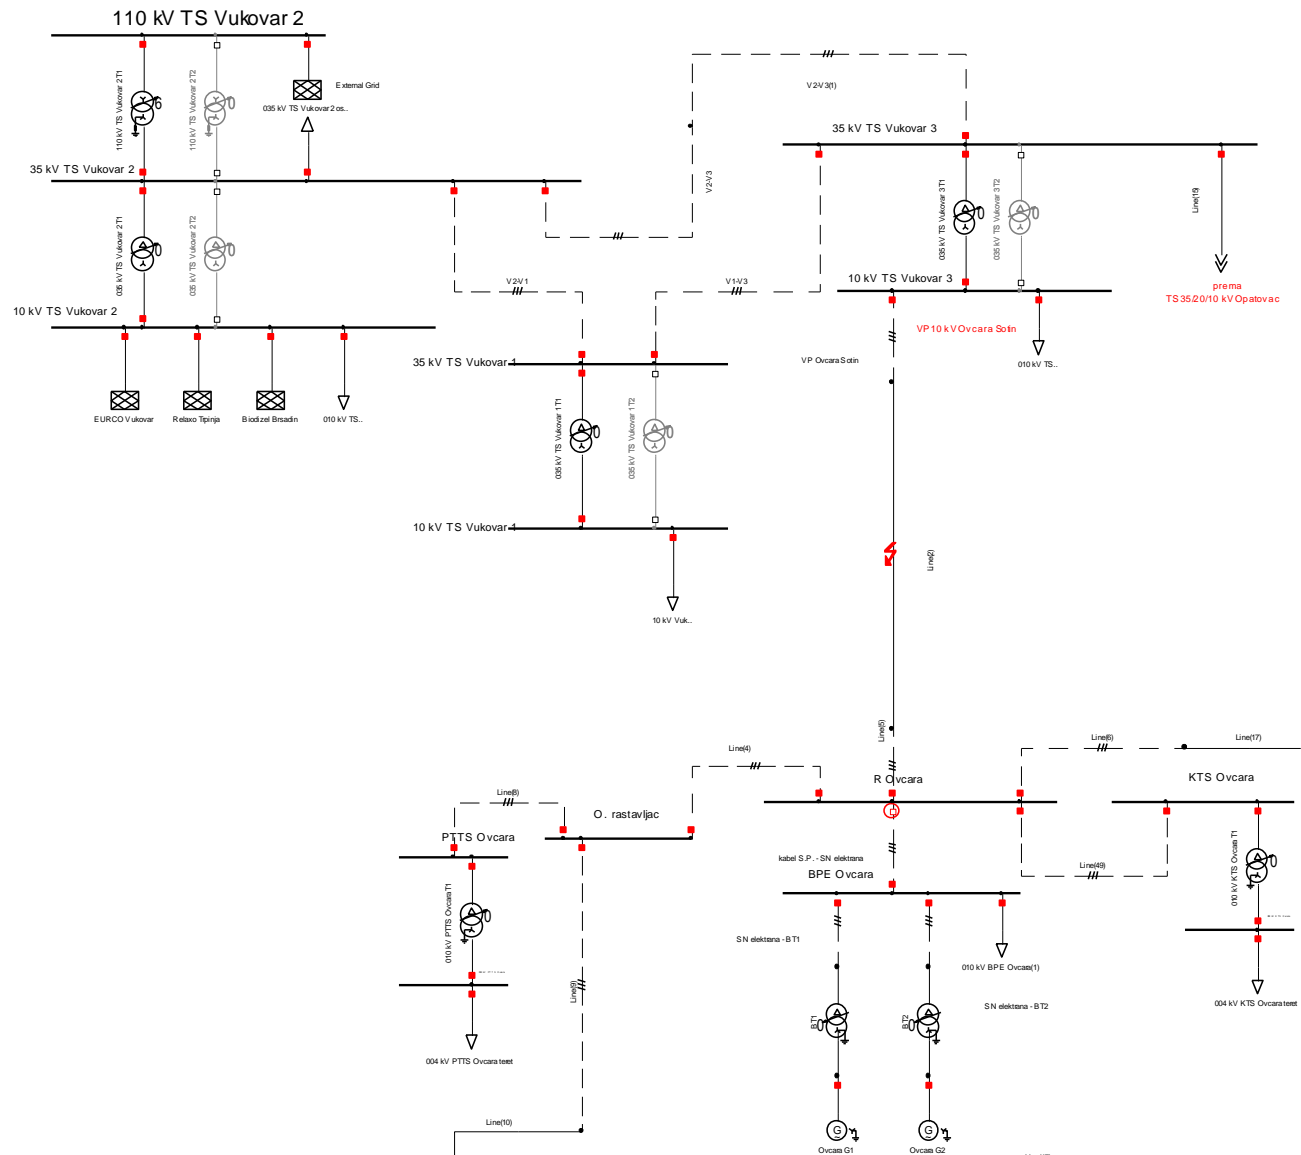 110 kV TS Vukovar 2
110 kV TS Vukovar 2T1
110 kV TS Vukovar 2T2
External Grid
035 kV TS Vukovar 2 os..
35 kV TS Vukovar 2
035 kV TS Vukovar 2T1
035 kV TS Vukovar 2T2
10 kV TS Vukovar 2
EURCO Vukovar
Relaxo Trpinja
Biodizel Brsadin
010 kV TS..
V2-V3(1)
V2-V3
V2-V1
V1-V3
35 kV TS Vukovar 3
035 kV TS Vukovar 3T1
035 kV TS Vukovar 3T2
Line(15)
prema
TS 35/20/10 kV Opatovac
10 kV TS Vukovar 3
VP 10 kV Ovcara Sotin
VP Ovcara Sotin
010 kV TS..
35 kV TS Vukovar 1
035 kV TS Vukovar 1T1
035 kV TS Vukovar 1T2
10 kV TS Vukovar 1
10 kV Vuk..
Line(2)
Line(5)
Line(4)
Line(6)
Line(17)
R Ovcara
KTS Ovcara
Line(8)
O. rastavljac
PTTS Ovcara
010 kV PTTS OvcaraT1
004 kV PTTS Ovcara teret
Line(9)
Line(10)
kabel S.P. - SN elektrana
BPE Ovcara
Line(49)
010 kV KTS Ovcara T1
004 kV KTS Ovcara teret
SN elektrana - BT1
010 kV BPE Ovcara(1)
SN elektrana - BT2
BT1
BT2
G
G
Ovcara G1
Ovcara G2